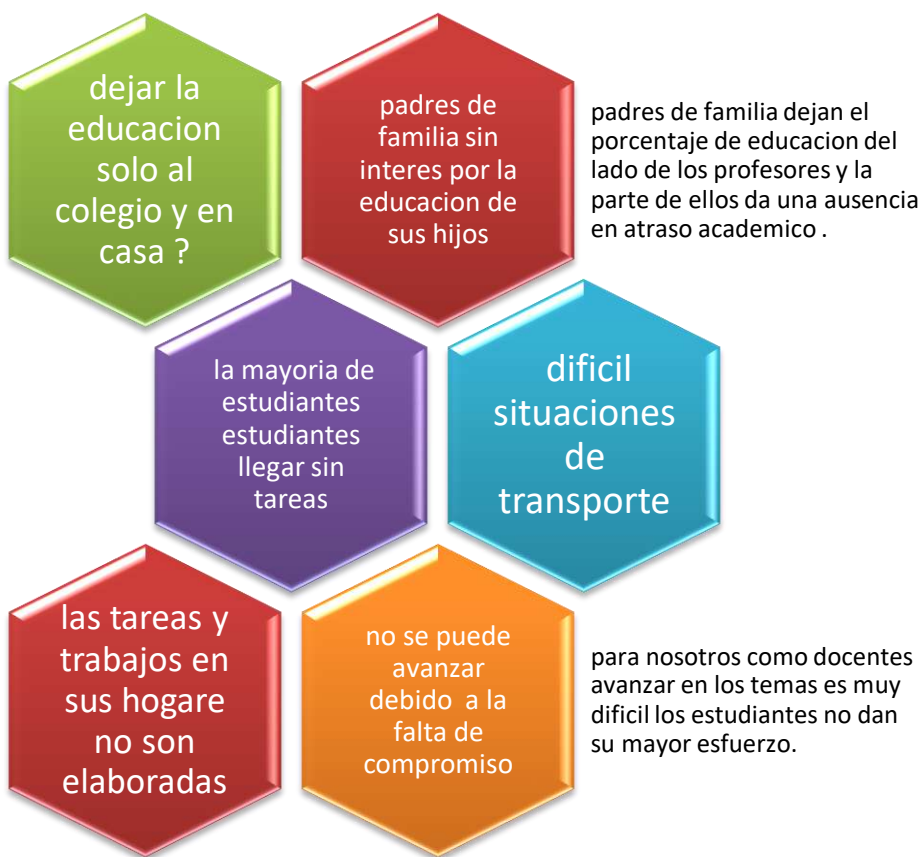 dejar la
educacion
solo al
colegio y en
casa ?
padres de
familia sin
interes por la
educacion de
sus hijos
padres de familia dejan el
porcentaje de educacion del
lado de los profesores y la
parte de ellos da una ausencia
en atraso academico .
la mayoria de
estudiantes
estudiantes
llegar sin
tareas
dificil
situaciones
de
transporte
las tareas y
trabajos en
sus hogare
no son
elaboradas
no se puede
avanzar
debido a la
falta de
compromiso
para nosotros como docentes
avanzar en los temas es muy
dificil los estudiantes no dan
su mayor esfuerzo.